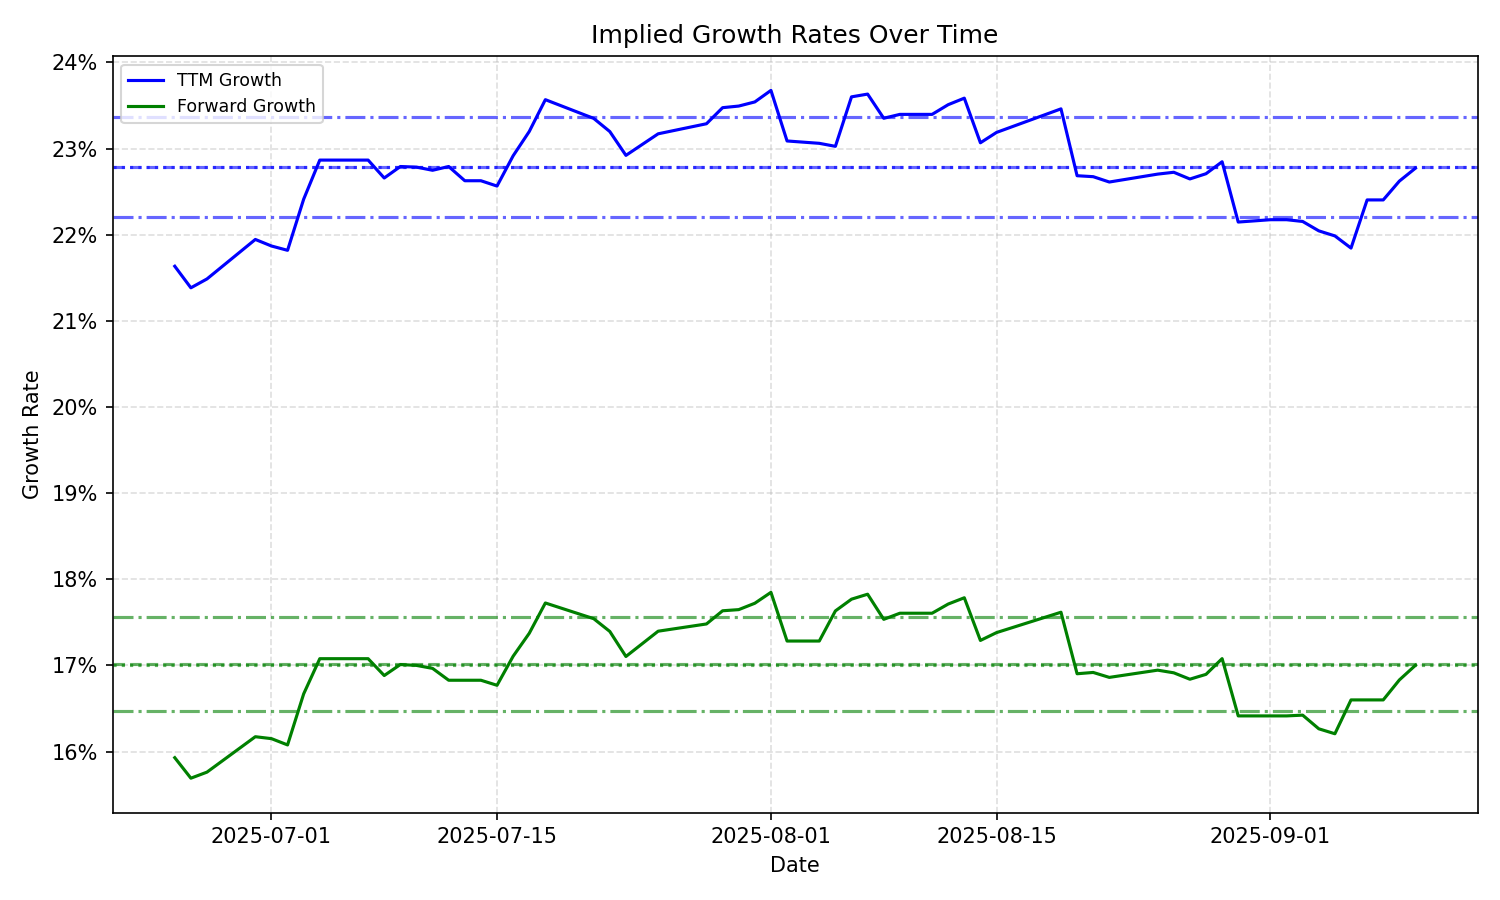 Implied Growth Rates Over Time
TTM Growth
Forward Growth
Growth Rate
24%
23%
22%
21%
20%
19%
18%
17%
16%
2025-07-01
2025-07-15
2025-08-01
2025-08-15
2025-09-01
Date